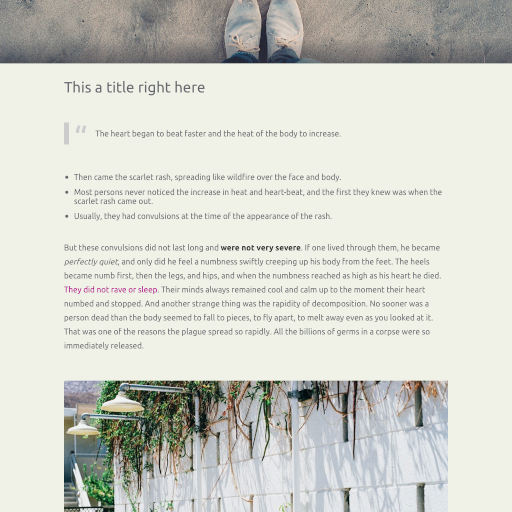 This a title right here
“ The heart began to beat faster and the heat of the body to increase.
• Then came the scarlet rash, spreading like wildfire over the face and body.
• Most persons never noticed the increase in heat and heart-beat, and the first they knew was when the
scarlet rash came out.
• Usually, they had convulsions at the time of the appearance of the rash.
But these convulsions did not last long and were not very severe. If one lived through them, he became
perfectly quiet, and only did he feel a numbness swiftly creeping up his body from the feet. The heels
became numb first, then the legs, and hips, and when the numbness reached as high as his heart he died.
They did not rave or sleep. Their minds always remained cool and calm up to the moment their heart
numbed and stopped. And another strange thing was the rapidity of decomposition. No sooner was a
person dead than the body seemed to fall to pieces, to fly apart, to melt away even as you looked at it.
That was one of the reasons the plague spread so rapidly. All the billions of germs in a corpse were so
immediately released.